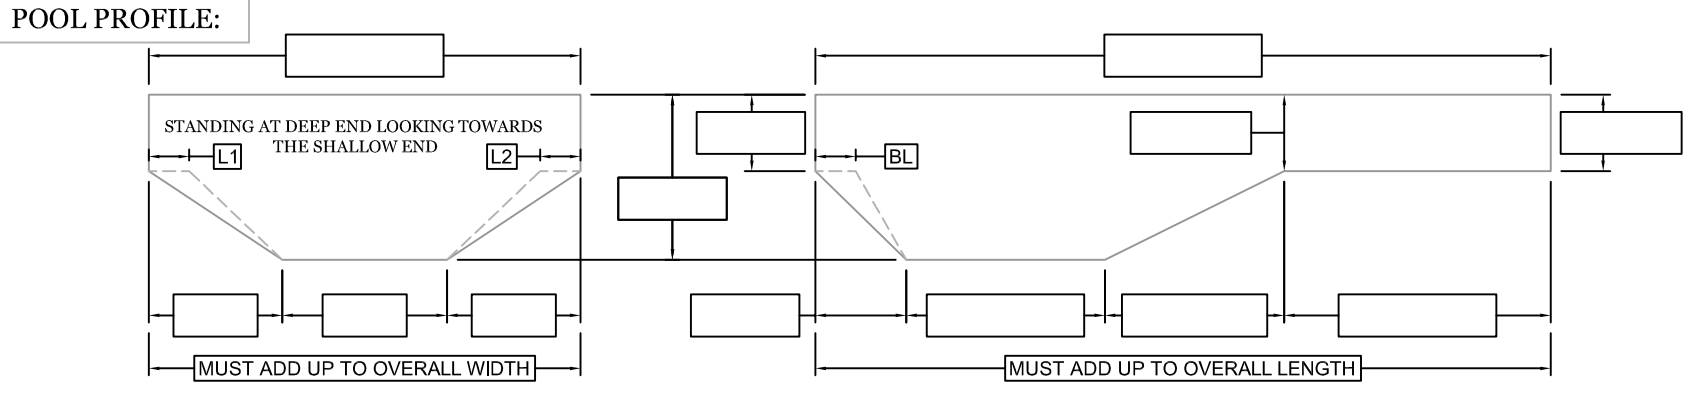 POOL PROFILE:
STANDING AT DEEP END LOOKING TOWARDS
THE SHALLOW END
L1
L2
BL
MUST ADD UP TO OVERALL WIDTH
MUST ADD UP TO OVERALL LENGTH